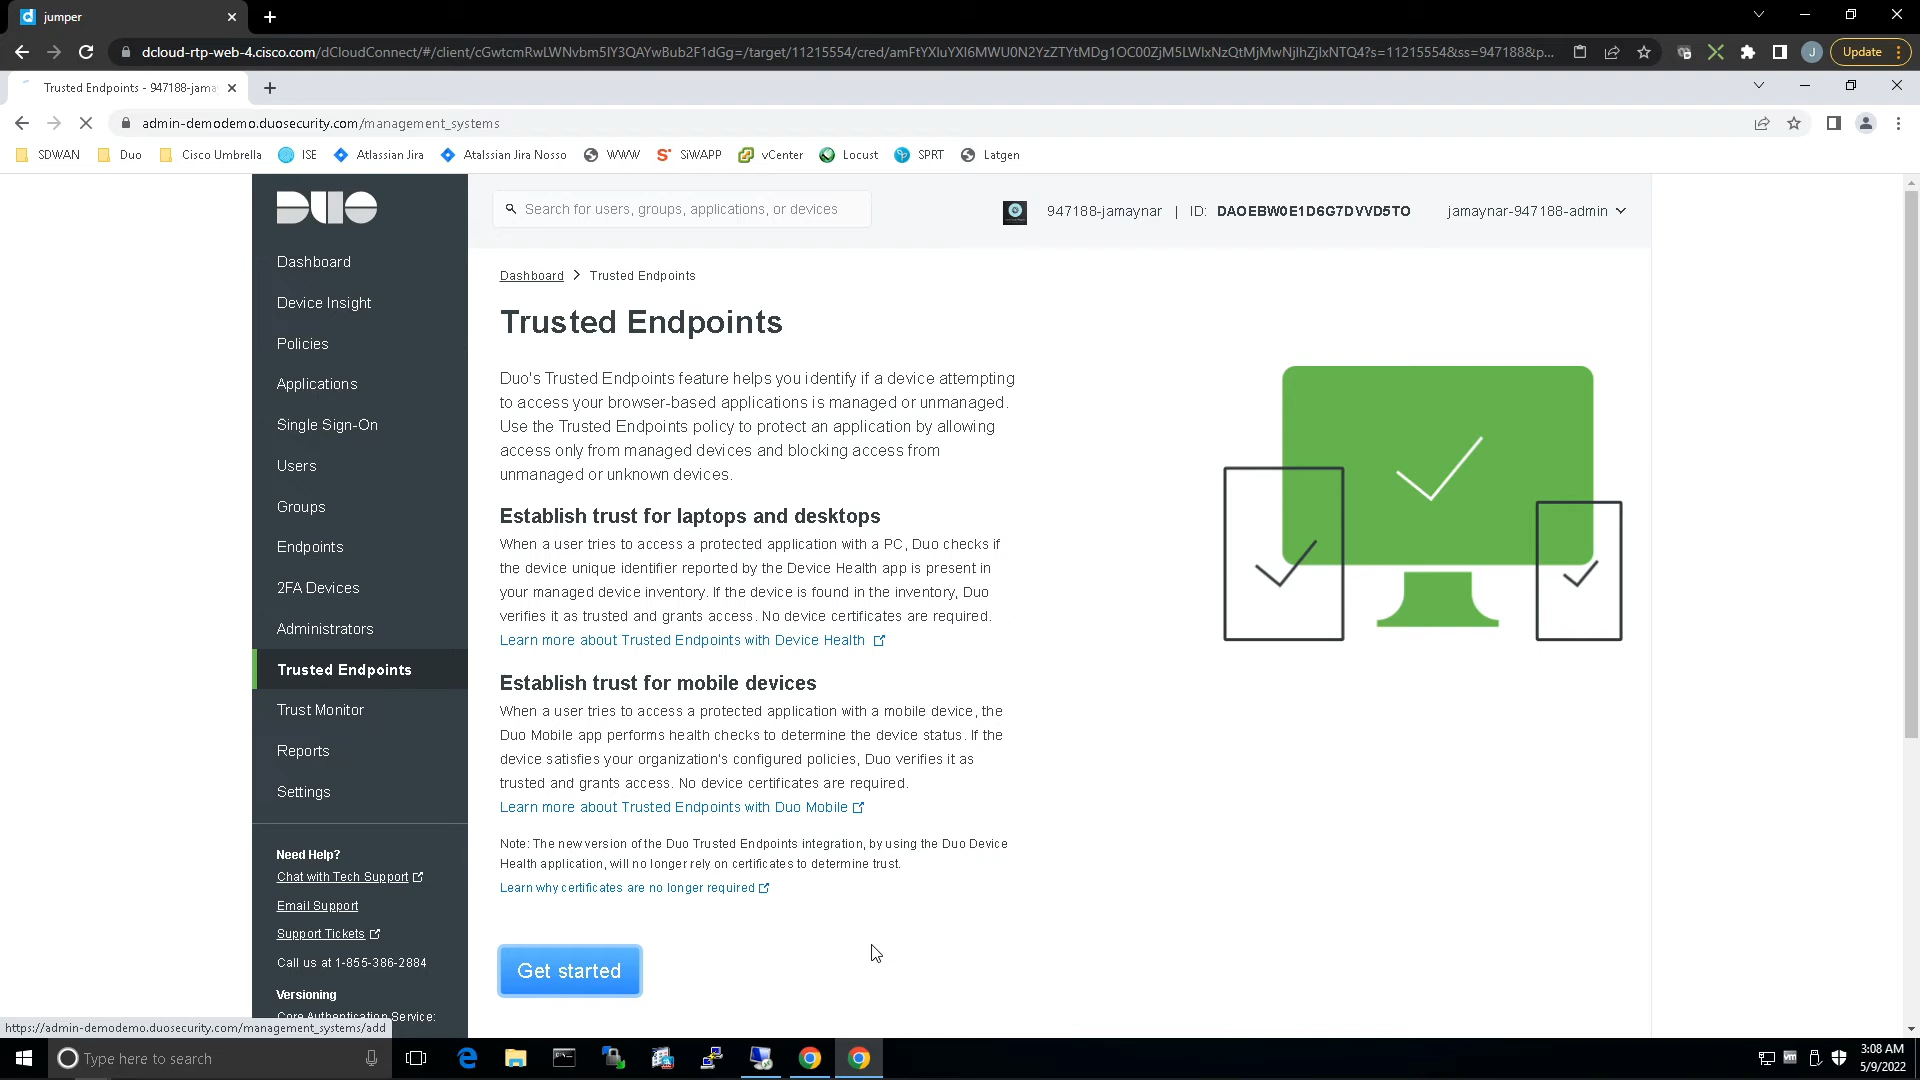 jumper
dcloud-rtp-web-4.cisco.com/dCloudConnect/#/client/
Update
Trusted Endpoints - 947188-jama
admin-demodemo.duosecurity.com/management_systems
SDWAN
Duo
Cisco Umbrella
ISE
Atlassian Jira
Atalssian Jira Nosso
WWW
SiWAPP
vCenter
Locust
SPRT
Latgen
DUO
Search for users, groups, applications, or devices
947188-jamaynar | ID: DAOEBW0E1D6G7DVVD5TO
jamaynar-947188-admin
Dashboard
Device Insight
Policies
Applications
Single Sign-On
Users
Groups
Endpoints
2FA Devices
Administrators
Trusted Endpoints
Trust Monitor
Reports
Settings
Need Help?
Chat with Tech Support
Email Support
Support Tickets
Call us at 1-855-386-2884
Versioning
Core Authentication Service:
Dashboard > Trusted Endpoints
Trusted Endpoints
Duo's Trusted Endpoints feature helps you identify if a device attempting
to access your browser-based applications is managed or unmanaged.
Use the Trusted Endpoints policy to protect an application by allowing
access only from managed devices and blocking access from
unmanaged or unknown devices.
Establish trust for laptops and desktops
When a user tries to access a protected application with a PC, Duo checks if
the device unique identifier reported by the Device Health app is present in
your managed device inventory. If the device is found in the inventory, Duo
verifies it as trusted and grants access. No device certificates are required.
Learn more about Trusted Endpoints with Device Health
Establish trust for mobile devices
When a user tries to access a protected application with a mobile device, the
Duo Mobile app performs health checks to determine the device status. If the
device satisfies your organization's configured policies, Duo verifies it as
trusted and grants access. No device certificates are required.
Learn more about Trusted Endpoints with Duo Mobile
Note: The new version of the Duo Trusted Endpoints integration, by using the Duo Device
Health application, will no longer rely on certificates to determine trust.
Learn why certificates are no longer required
Get started
https://admin-demodemo.duosecurity.com/management_systems/add
Type here to search
3:08 AM
5/9/2022